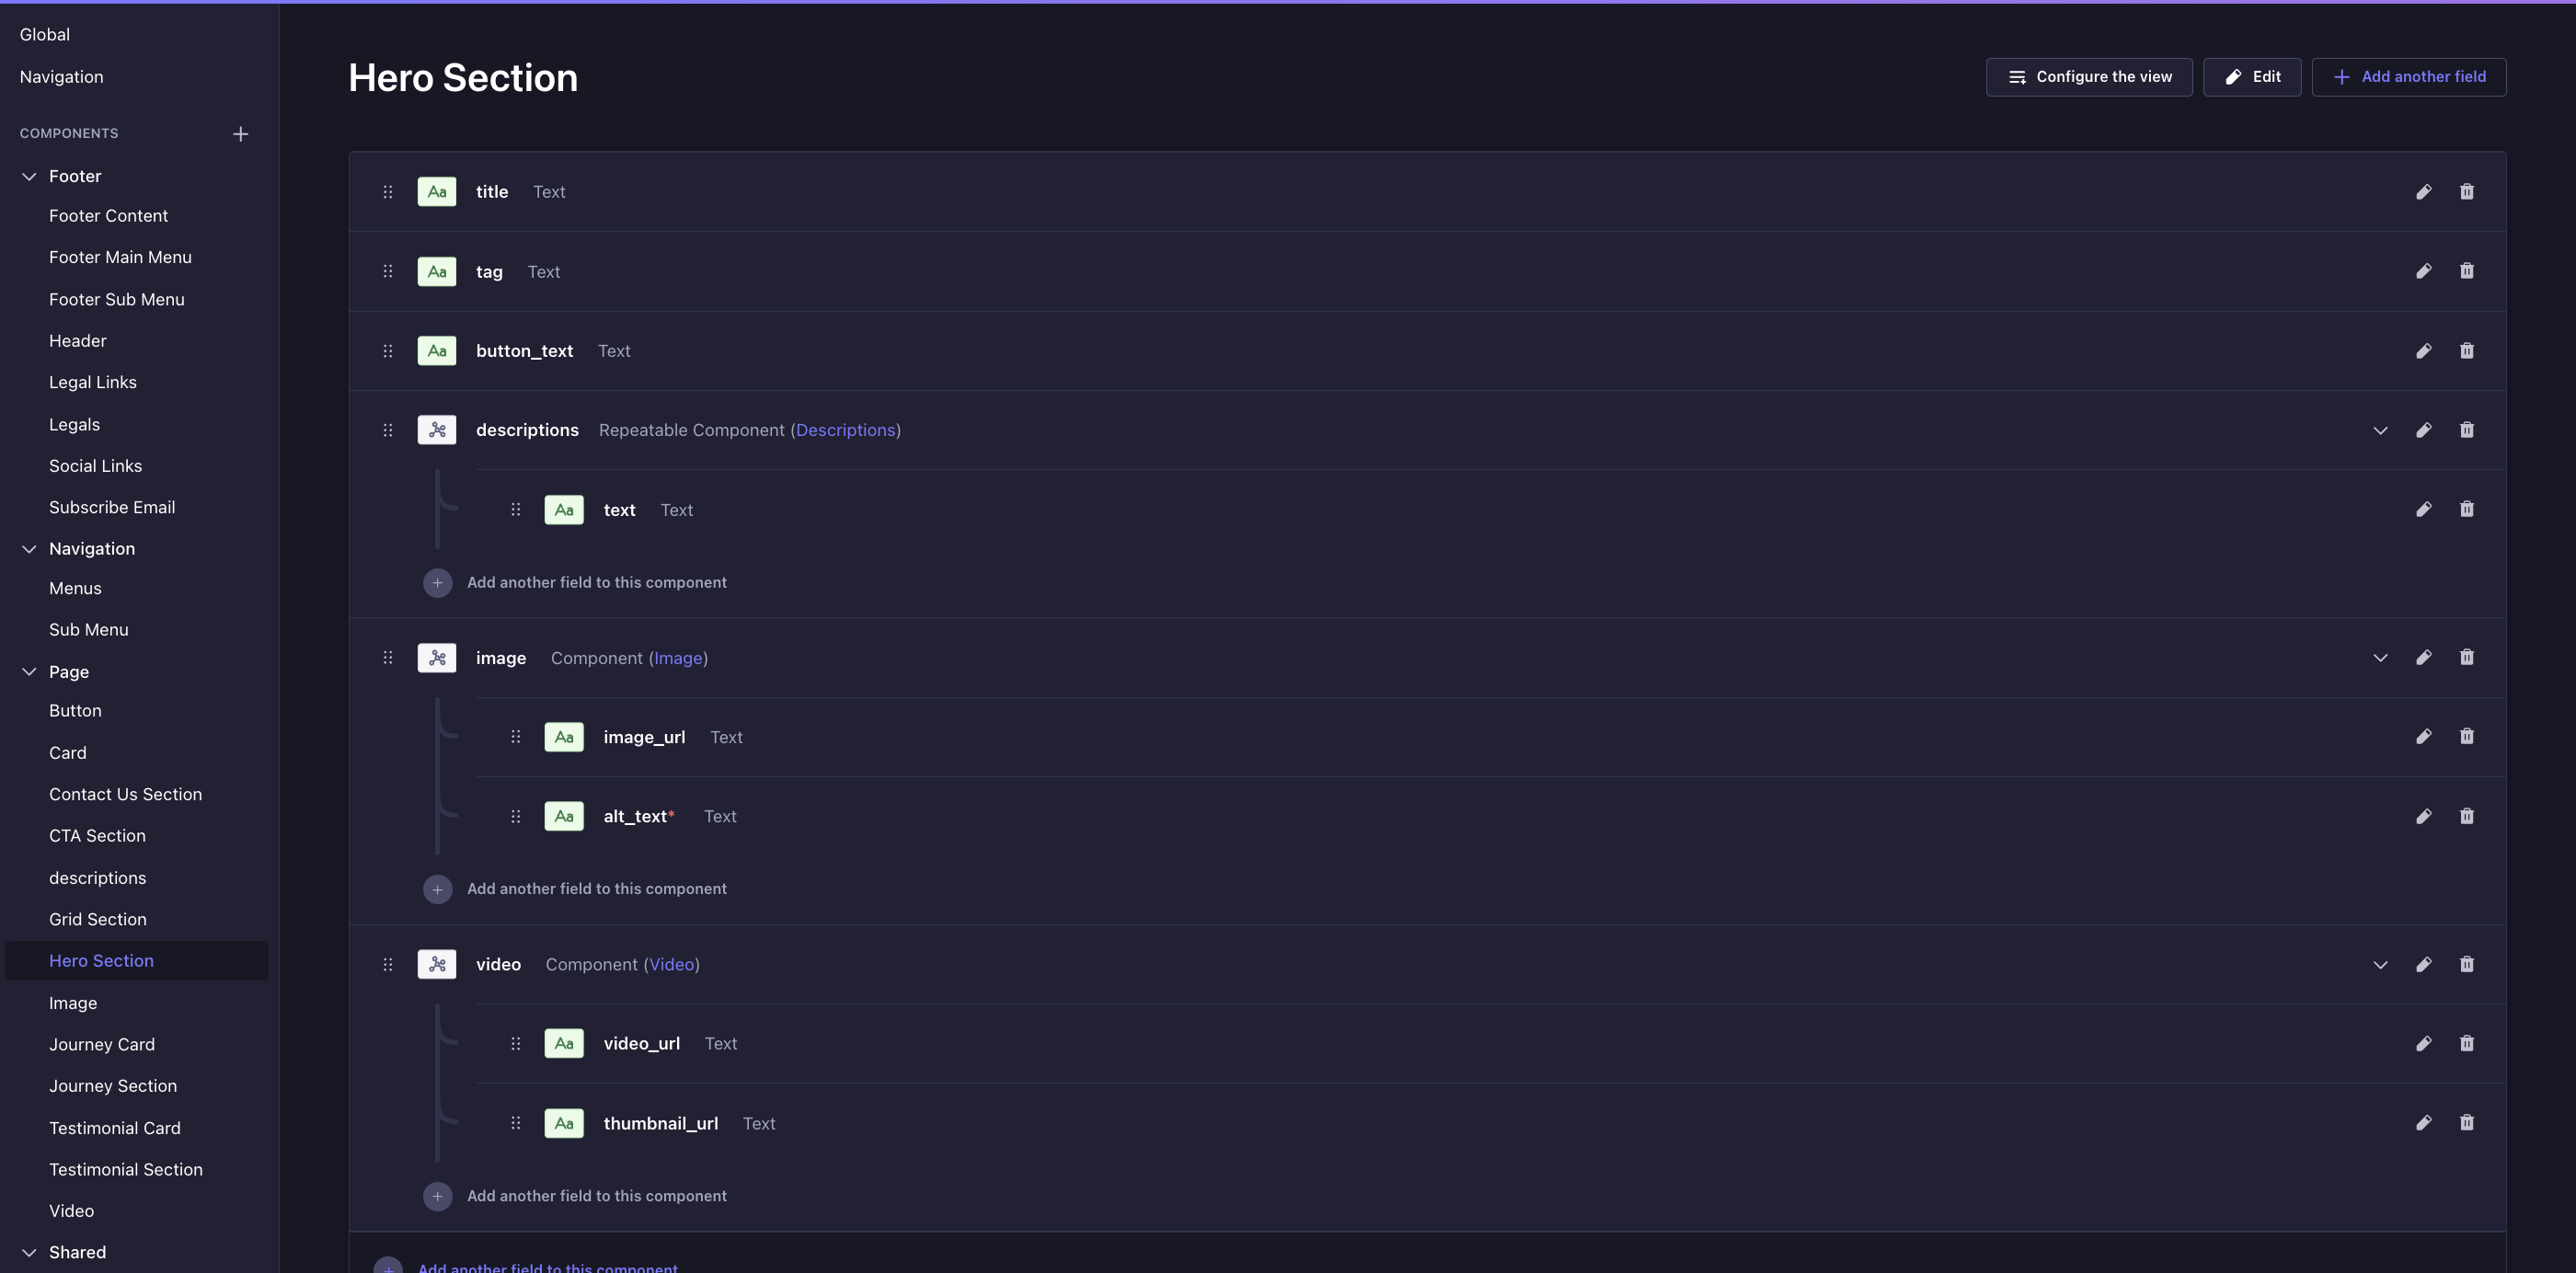 Global
Navigation
COMPONENTS
Footer
Footer Content
Footer Main Menu
Footer Sub Menu
Header
Legal Links
Legals
Social Links
Subscribe Email
Navigation
Menus
Sub Menu
Page
Button
Card
Contact Us Section
CTA Section
descriptions
Grid Section
Hero Section
Image
Journey Card
Journey Section
Testimonial Card
Testimonial Section
Video
Shared
Hero Section
Configure the view
Edit
Add another field
Aa title Text
Aa tag Text
Aa button_text Text
descriptions Repeatable Component (Descriptions)
Aa text Text
Add another field to this component
image Component (Image)
Aa image_url Text
Aa alt_text* Text
Add another field to this component
video Component (Video)
Aa video_url Text
Aa thumbnail_url Text
Add another field to this component
Add another field to this component